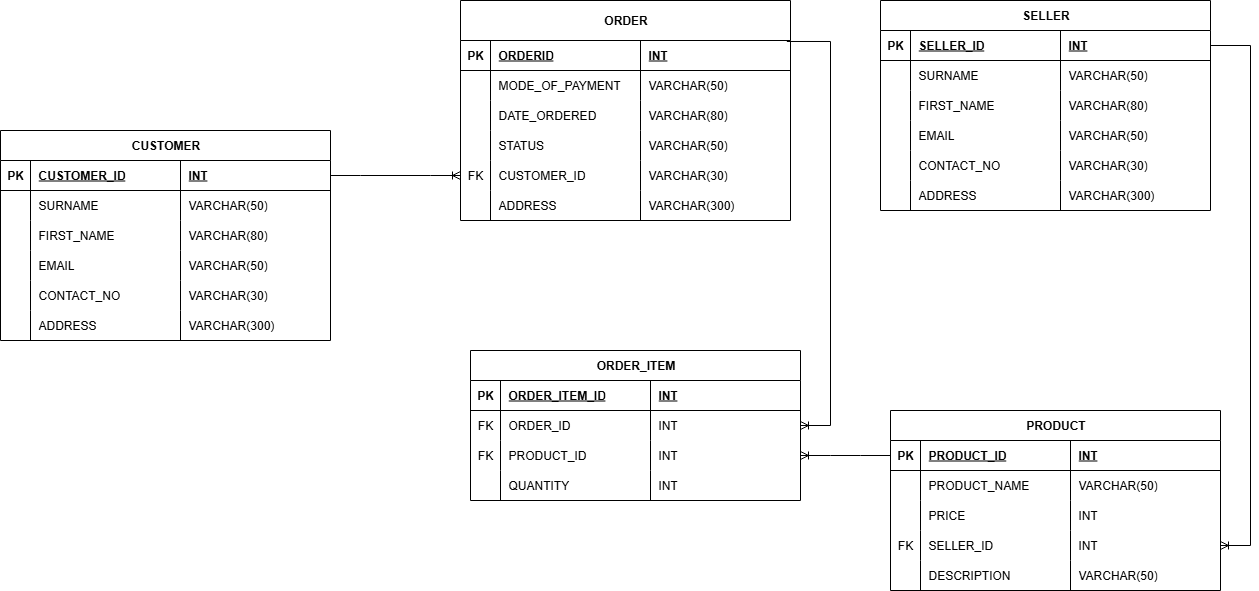 ORDER
PK ORDERID INT
MODE_OF_PAYMENT VARCHAR(50)
DATE_ORDERED VARCHAR(80)
STATUS VARCHAR(50)
FK CUSTOMER_ID VARCHAR(30)
ADDRESS VARCHAR(300)
SELLER
PK SELLER_ID INT
SURNAME VARCHAR(50)
FIRST_NAME VARCHAR(80)
EMAIL VARCHAR(50)
CONTACT_NO VARCHAR(30)
ADDRESS VARCHAR(300)
CUSTOMER
PK CUSTOMER_ID INT
SURNAME VARCHAR(50)
FIRST_NAME VARCHAR(80)
EMAIL VARCHAR(50)
CONTACT_NO VARCHAR(30)
ADDRESS VARCHAR(300)
ORDER_ITEM
PK ORDER_ITEM_ID INT
FK ORDER_ID INT
FK PRODUCT_ID INT
QUANTITY INT
PRODUCT
PK PRODUCT_ID INT
PRODUCT_NAME VARCHAR(50)
PRICE INT
FK SELLER_ID INT
DESCRIPTION VARCHAR(50)